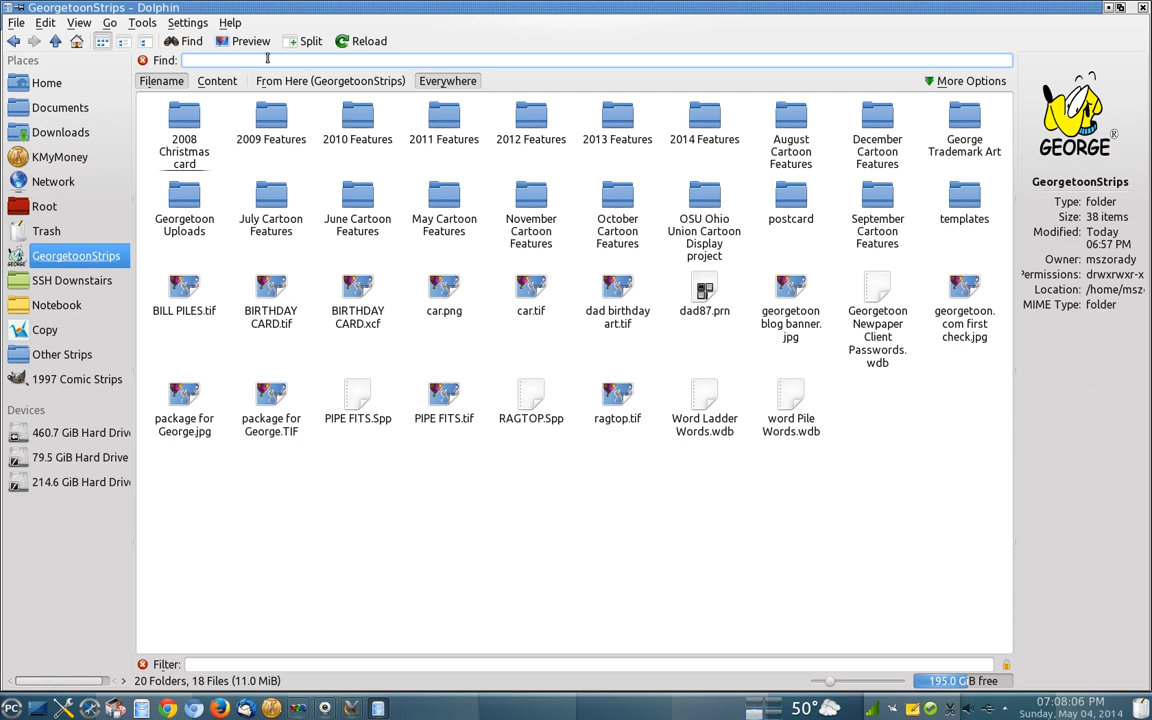 GeorgetoonStrips - Dolphin
File Edit View Go Tools Settings Help
Find Preview Split Reload
Places
Home
Documents
Downloads
KMyMoney
Network
Root
Trash
GeorgetoonStrips
SSH Downstairs
Notebook
Copy
Other Strips
1997 Comic Strips
Devices
460.7 GiB Hard Driv
79.5 GiB Hard Drive
214.6 GiB Hard Driv
Find:
Filename Content From Here (GeorgetoonStrips) Everywhere More Options
2008
Christmas
card
2009 Features
2010 Features
2011 Features
2012 Features
2013 Features
2014 Features
August
Cartoon
Features
December
Cartoon
Features
George
Trademark Art
Georgetoon
Uploads
July Cartoon
Features
June Cartoon
Features
May Cartoon
Features
November
Cartoon
Features
October
Cartoon
Features
OSU Ohio
Union Cartoon
Display
project
postcard
September
Cartoon
Features
templates
BILL PILES.tif
BIRTHDAY
CARD.tif
BIRTHDAY
CARD.xcf
car.png
car.tif
dad birthday
art.tif
dad87.prn
georgetoon
blog banner.
jpg
Georgetoon
Newpaper
Client
Passwords.
wdb
georgetoon.
com first
check.jpg
package for
George.jpg
package for
George.TIF
PIPE FITS.Spp
PIPE FITS.tif
RAGTOP.Spp
ragtop.tif
Word Ladder
Words.wdb
word Pile
Words.wdb
Filter:
20 Folders, 18 Files (11.0 MiB)
195.0 GiB free
GEORGE®
GeorgetoonStrips
Type: folder
Size: 38 items
Modified: Today
06:57 PM
Owner: mszorady
Permissions: drwxrwxr-x
Location: /home/msz
MIME Type: folder
PC
50°
07:08:06 PM
Sunday, May 04, 2014